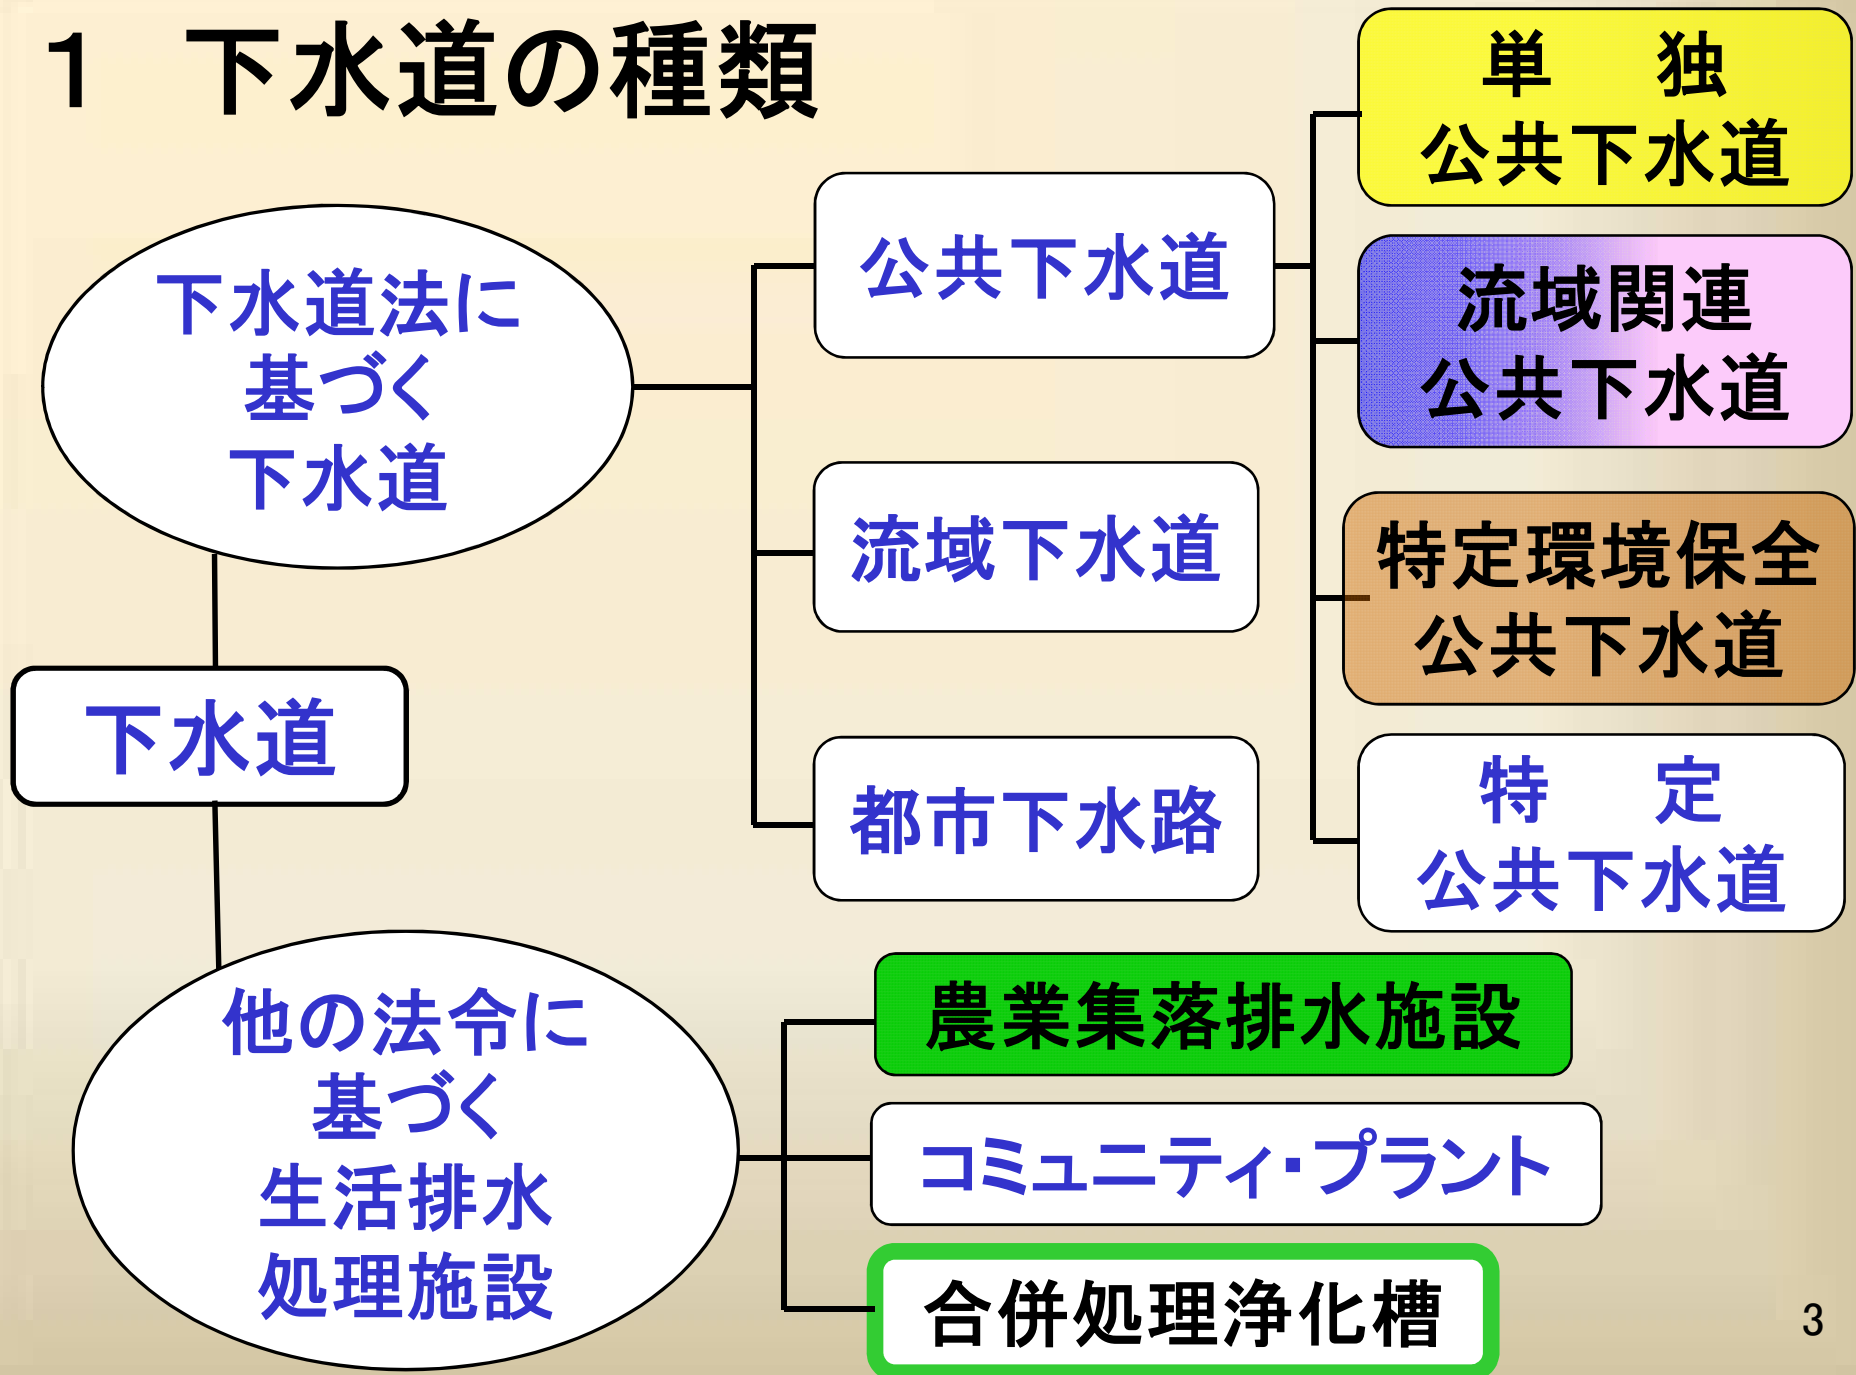 1 下水道の種類
下水道
下水道法に
基づく
下水道
公共下水道
単 独
公共下水道
流域関連
公共下水道
特定環境保全
公共下水道
特 定
公共下水道
流域下水道
都市下水路
他の法令に
基づく
生活排水
処理施設
農業集落排水施設
コミュニティ・プラント
合併処理浄化槽
3